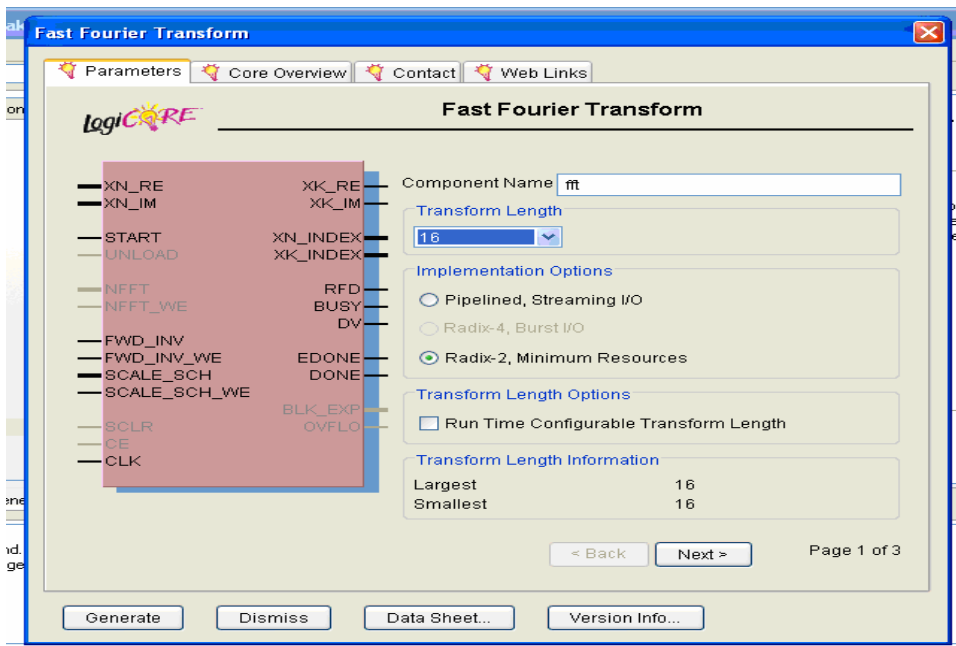 Fast Fourier Transform
Parameters Core Overview Contact Web Links
logiCORE
Fast Fourier Transform
XN_RE XK_RE
XN_IM XK_IM
START XN_INDEX
UNLOAD XK_INDEX
NFFT RFD
NFFT_WE BUSY
DV
FWD_INV
FWD_INV_WE EDONE
SCALE_SCH DONE
SCALE_SCH_WE
BLK_EXP
SCLR OVFLO
CE
CLK
Component Name fft
Transform Length
16
Implementation Options
Pipelined, Streaming I/O
Radix-4, Burst I/O
Radix-2, Minimum Resources
Transform Length Options
Run Time Configurable Transform Length
Transform Length Information
Largest 16
Smallest 16
< Back Next > Page 1 of 3
Generate Dismiss Data Sheet... Version Info...